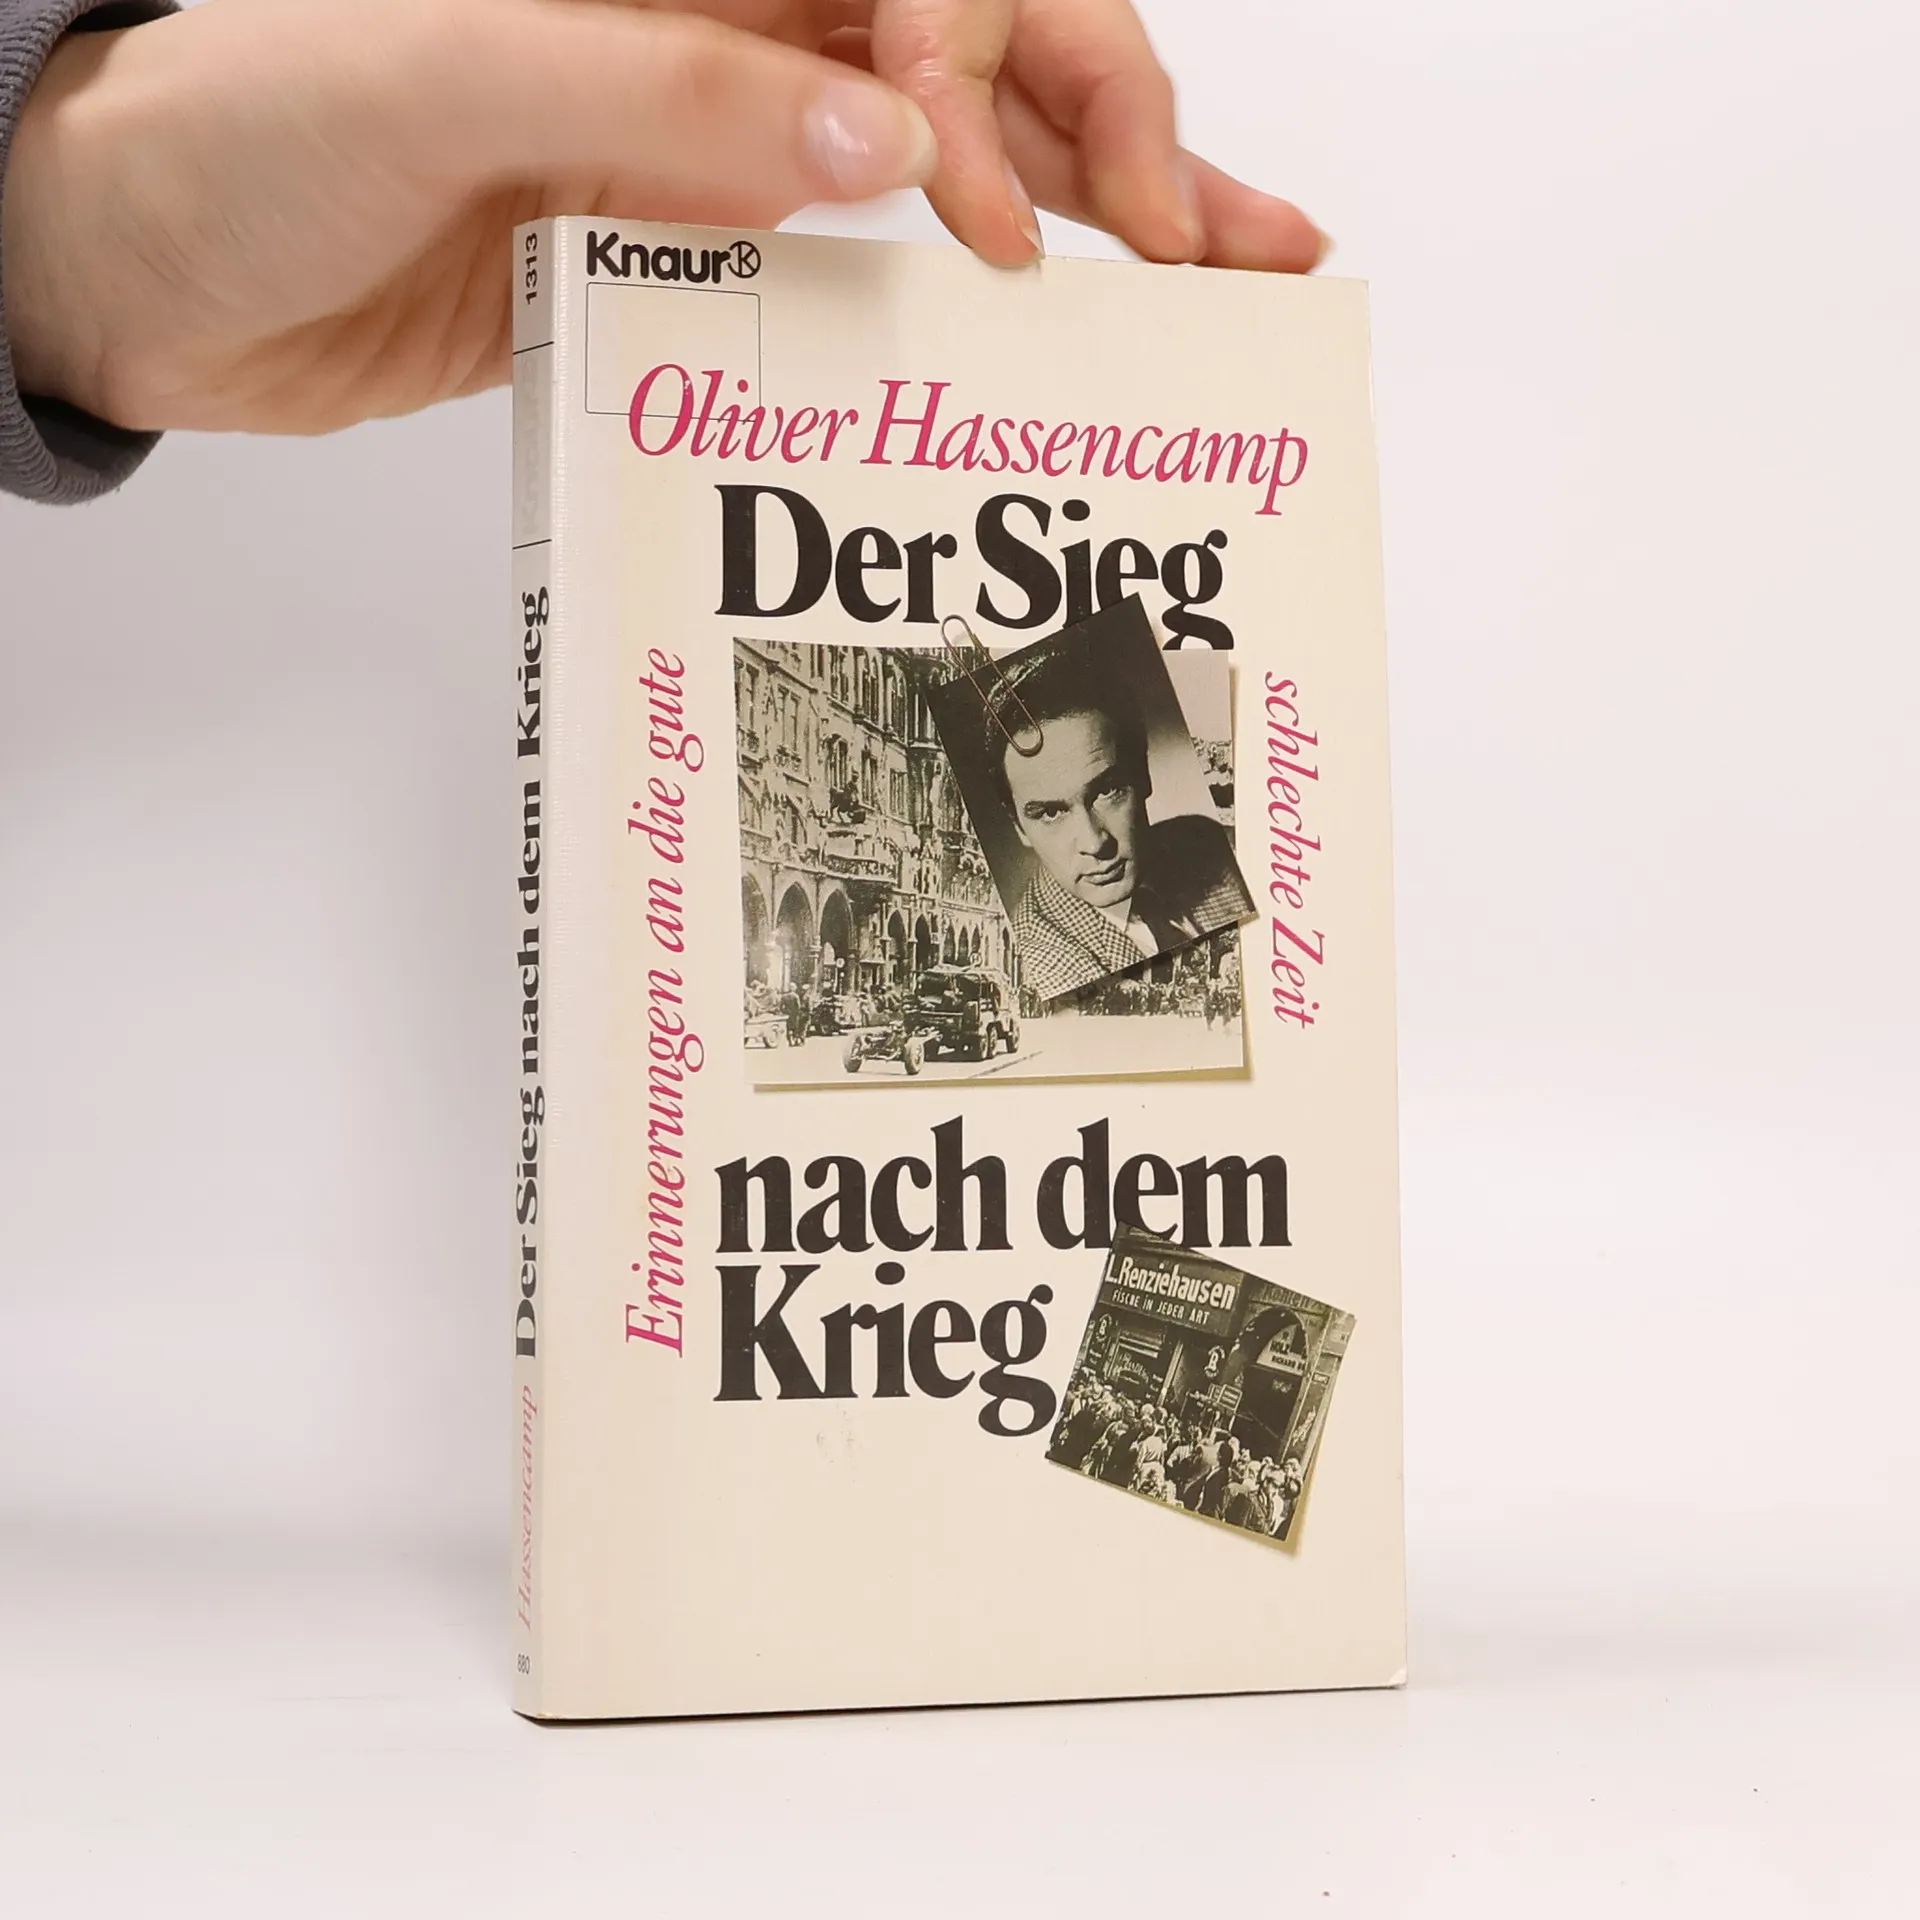 Knaur
Oliver Hassencamp
Der Sieg
nach dem
Krieg
Erinnerungen an die gute
schlechte Zeit
L. Renziehausen
FISCHE IN JEDER ART
1313
Knaur
Der Sieg nach dem Krieg
Hassencamp
880